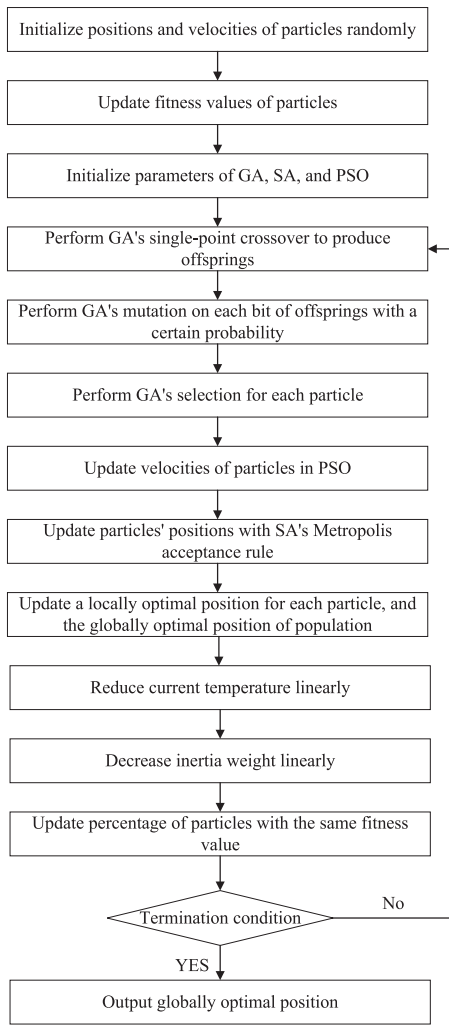 Initialize positions and velocities of particles randomly
Update fitness values of particles
Initialize parameters of GA, SA, and PSO
Perform GA's single-point crossover to produce
offsprings
Perform GA's mutation on each bit of offsprings with a
certain probability
Perform GA's selection for each particle
Update velocities of particles in PSO
Update particles' positions with SA's Metropolis
acceptance rule
Update a locally optimal position for each particle, and
the globally optimal position of population
Reduce current temperature linearly
Decrease inertia weight linearly
Update percentage of particles with the same fitness
value
Termination condition
No
YES
Output globally optimal position